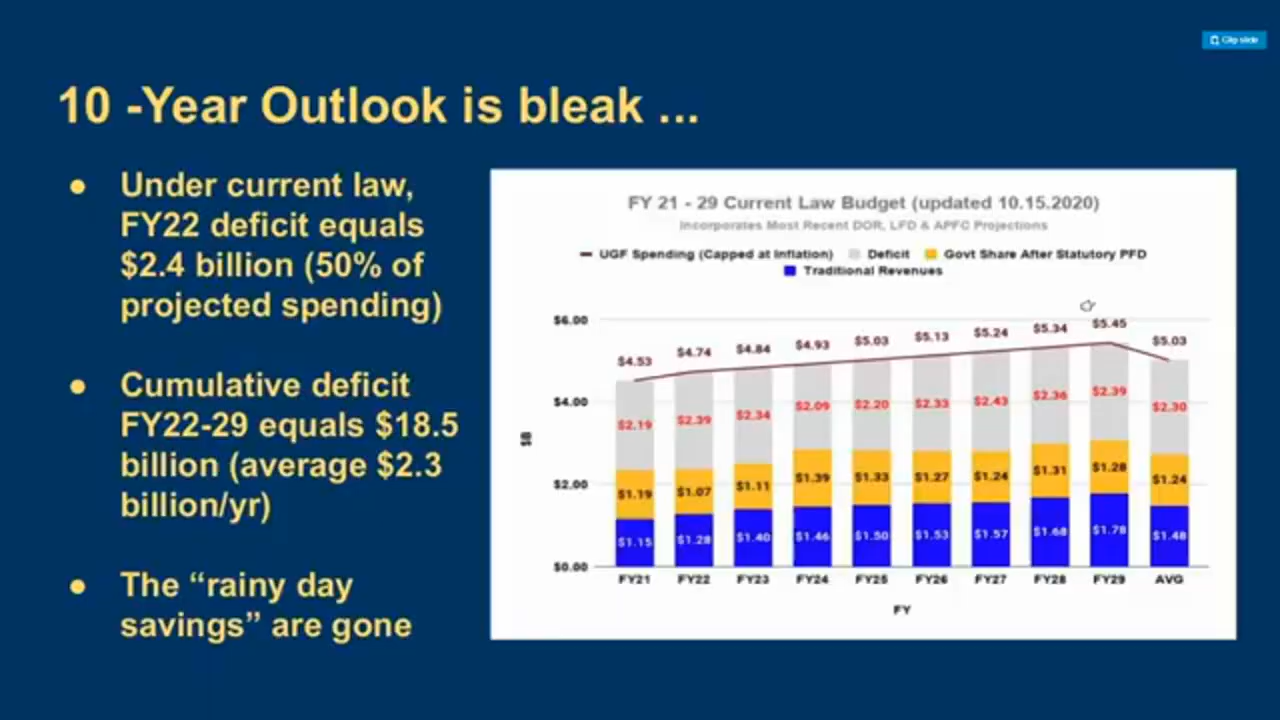 Clip slide
10 -Year Outlook is bleak ...
● Under current law,
FY22 deficit equals
$2.4 billion (50% of
projected spending)
● Cumulative deficit
FY22-29 equals $18.5
billion (average $2.3
billion/yr)
● The “rainy day
savings” are gone
FY 21 - 29 Current Law Budget (updated 10.15.2020)
Incorporates Most Recent DOR, LFD & APFC Projections
UGF Spending (Capped at Inflation) Deficit Govt Share After Statutory PFD
Traditional Revenues
$B
$6.00
$4.00
$2.00
$0.00
$4.53 $4.74 $4.84 $4.93 $5.03 $5.13 $5.24 $5.34 $5.45 $5.03
$2.19 $2.39 $2.34 $2.09 $2.20 $2.33 $2.43 $2.36 $2.39 $2.30
$1.19 $1.07 $1.11 $1.39 $1.33 $1.27 $1.24 $1.31 $1.28 $1.24
$1.15 $1.28 $1.40 $1.46 $1.50 $1.53 $1.57 $1.68 $1.78 $1.48
FY21 FY22 FY23 FY24 FY25 FY26 FY27 FY28 FY29 AVG
FY